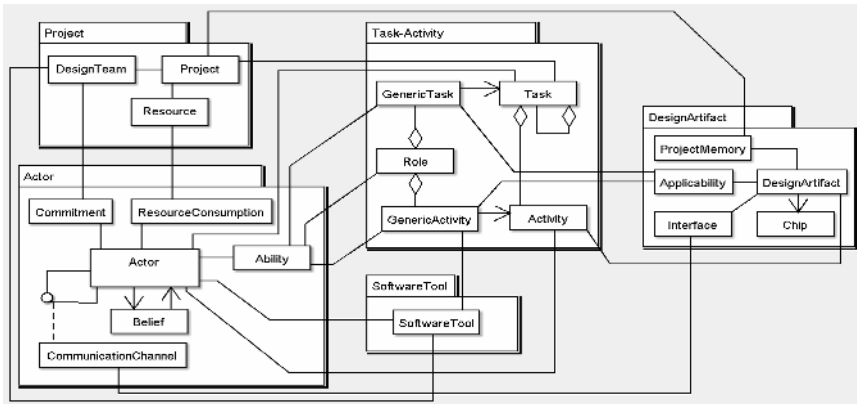 Project
DesignTeam
Project
Resource
Task-Activity
GenericTask
Task
Role
GenericActivity
Activity
DesignArtifact
ProjectMemory
Applicability
DesignArtifact
Interface
Chip
Actor
Commitment
ResourceConsumption
Actor
Ability
Belief
CommunicationChannel
SoftwareTool
SoftwareTool